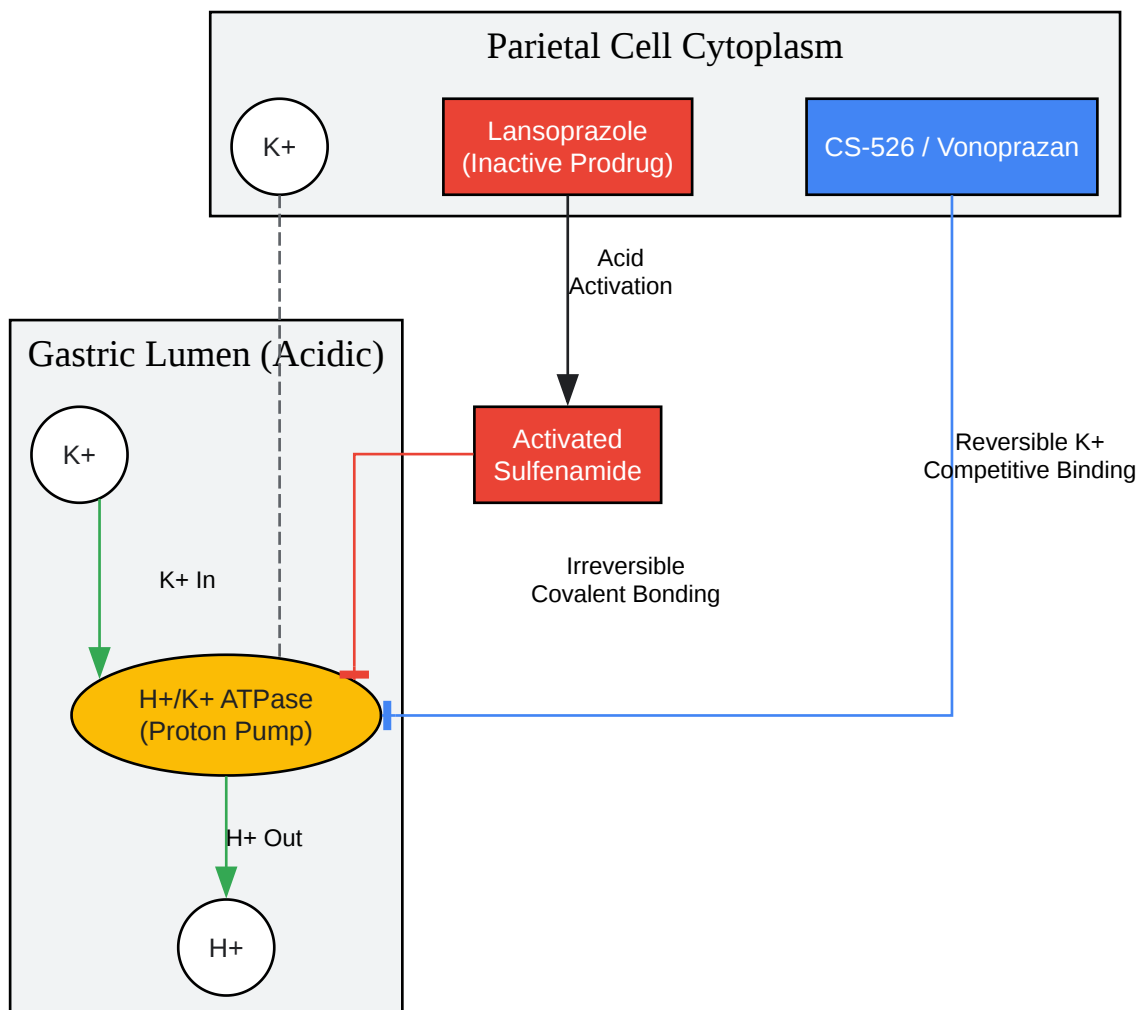 Parietal Cell Cytoplasm
K+
Lansoprazole
(Inactive Prodrug)
CS-526 / Vonoprazan
Acid
Activation
Gastric Lumen (Acidic)
K+
Activated
Sulfenamide
Reversible K+
Competitive Binding
K+ In
Irreversible
Covalent Bonding
H+/K+ ATPase
(Proton Pump)
H+ Out
H+